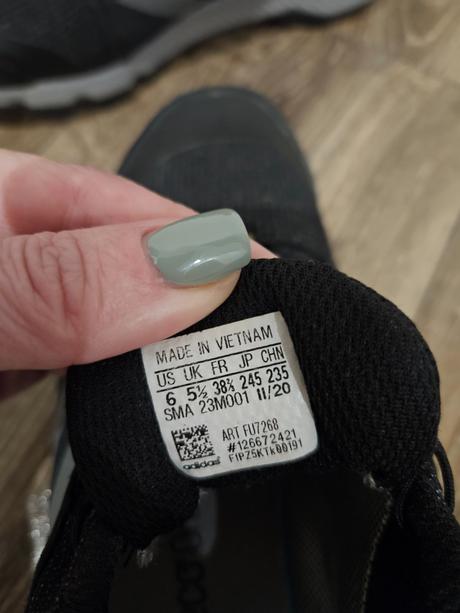 MADE IN VIETNAM
US UK FR JP CHN
6 5½ 38⅔ 245 235
SMA 23M001 11/20
ART FU7268
#126672421
adidas F1PZ5KTK00191